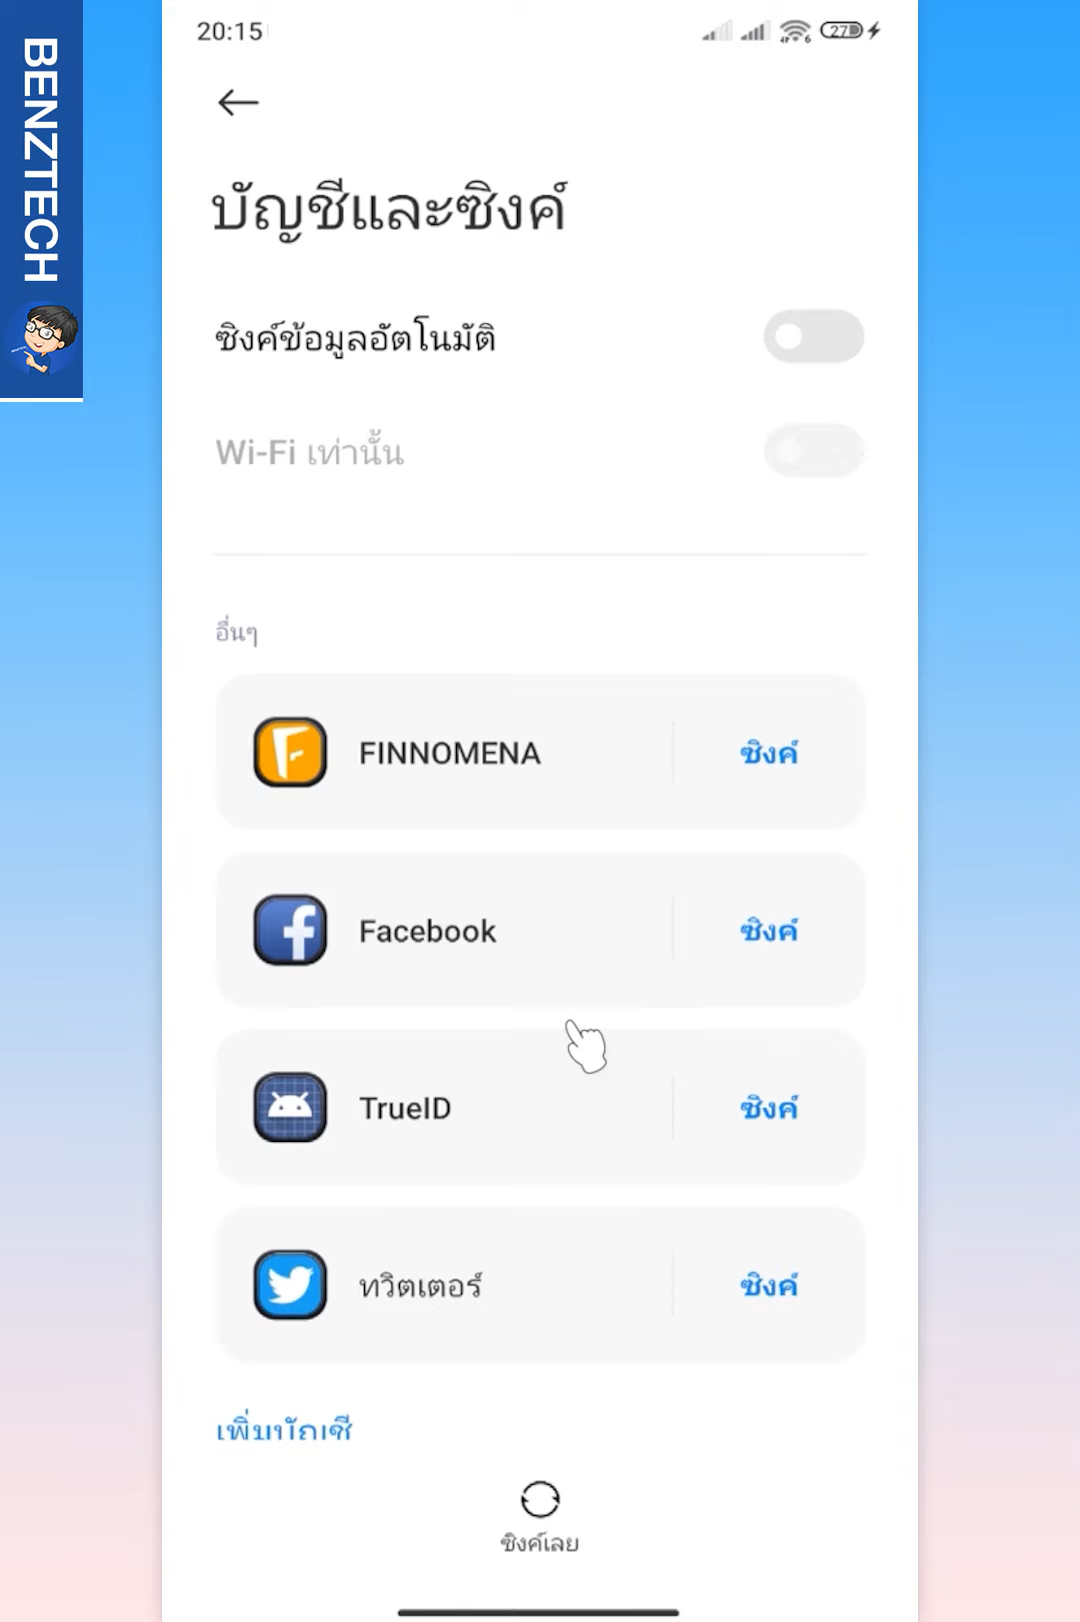 BENZTECH
20:15
27
บัญชีและซิงค์
ซิงค์ข้อมูลอัตโนมัติ
Wi-Fi เท่านั้น
อื่นๆ
FINNOMENA
ซิงค์
Facebook
ซิงค์
TrueID
ซิงค์
ทวิตเตอร์
ซิงค์
เพิ่มบัญชี
ซิงค์เลย